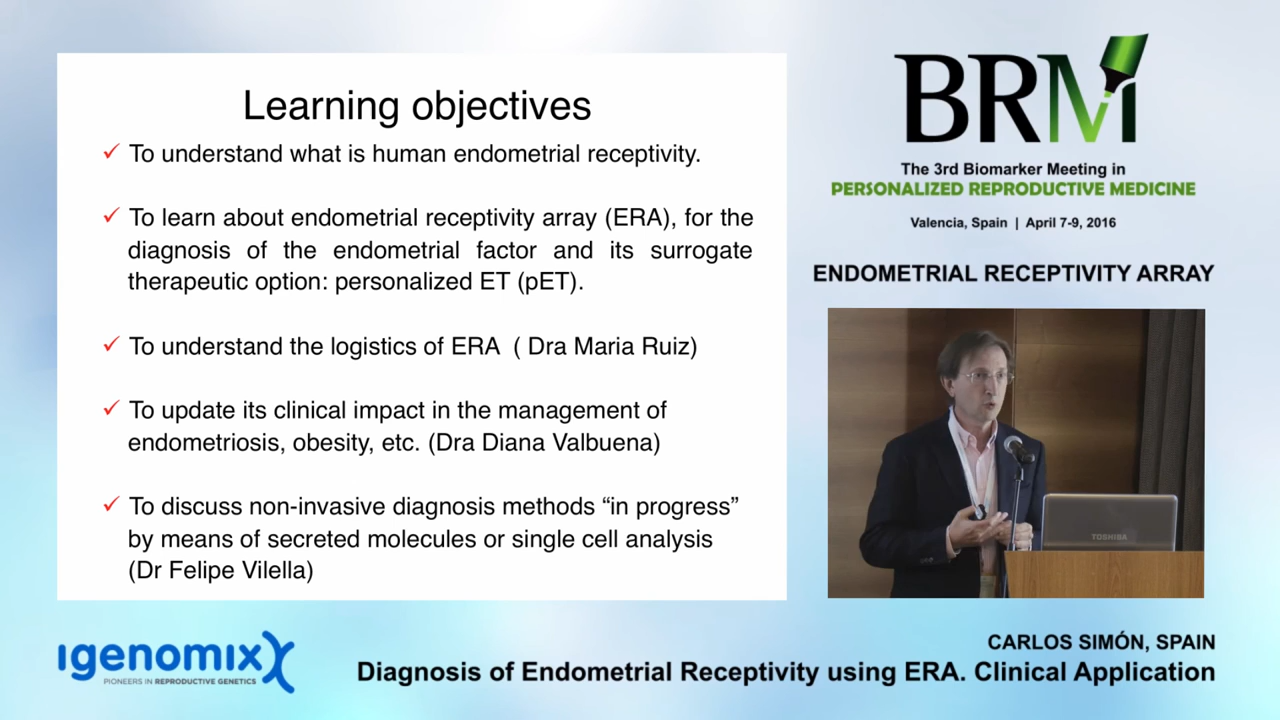 Learning objectives
✓ To understand what is human endometrial receptivity.
✓ To learn about endometrial receptivity array (ERA), for the
diagnosis of the endometrial factor and its surrogate
therapeutic option: personalized ET (pET).
✓ To understand the logistics of ERA ( Dra Maria Ruiz)
✓ To update its clinical impact in the management of
endometriosis, obesity, etc. (Dra Diana Valbuena)
✓ To discuss non-invasive diagnosis methods “in progress”
by means of secreted molecules or single cell analysis
(Dr Felipe Vilella)
BRM
The 3rd Biomarker Meeting in
PERSONALIZED REPRODUCTIVE MEDICINE
Valencia, Spain | April 7-9, 2016
ENDOMETRIAL RECEPTIVITY ARRAY
TOSHIBA
igenomix
PIONEERS IN REPRODUCTIVE GENETICS
CARLOS SIMÓN, SPAIN
Diagnosis of Endometrial Receptivity using ERA. Clinical Application